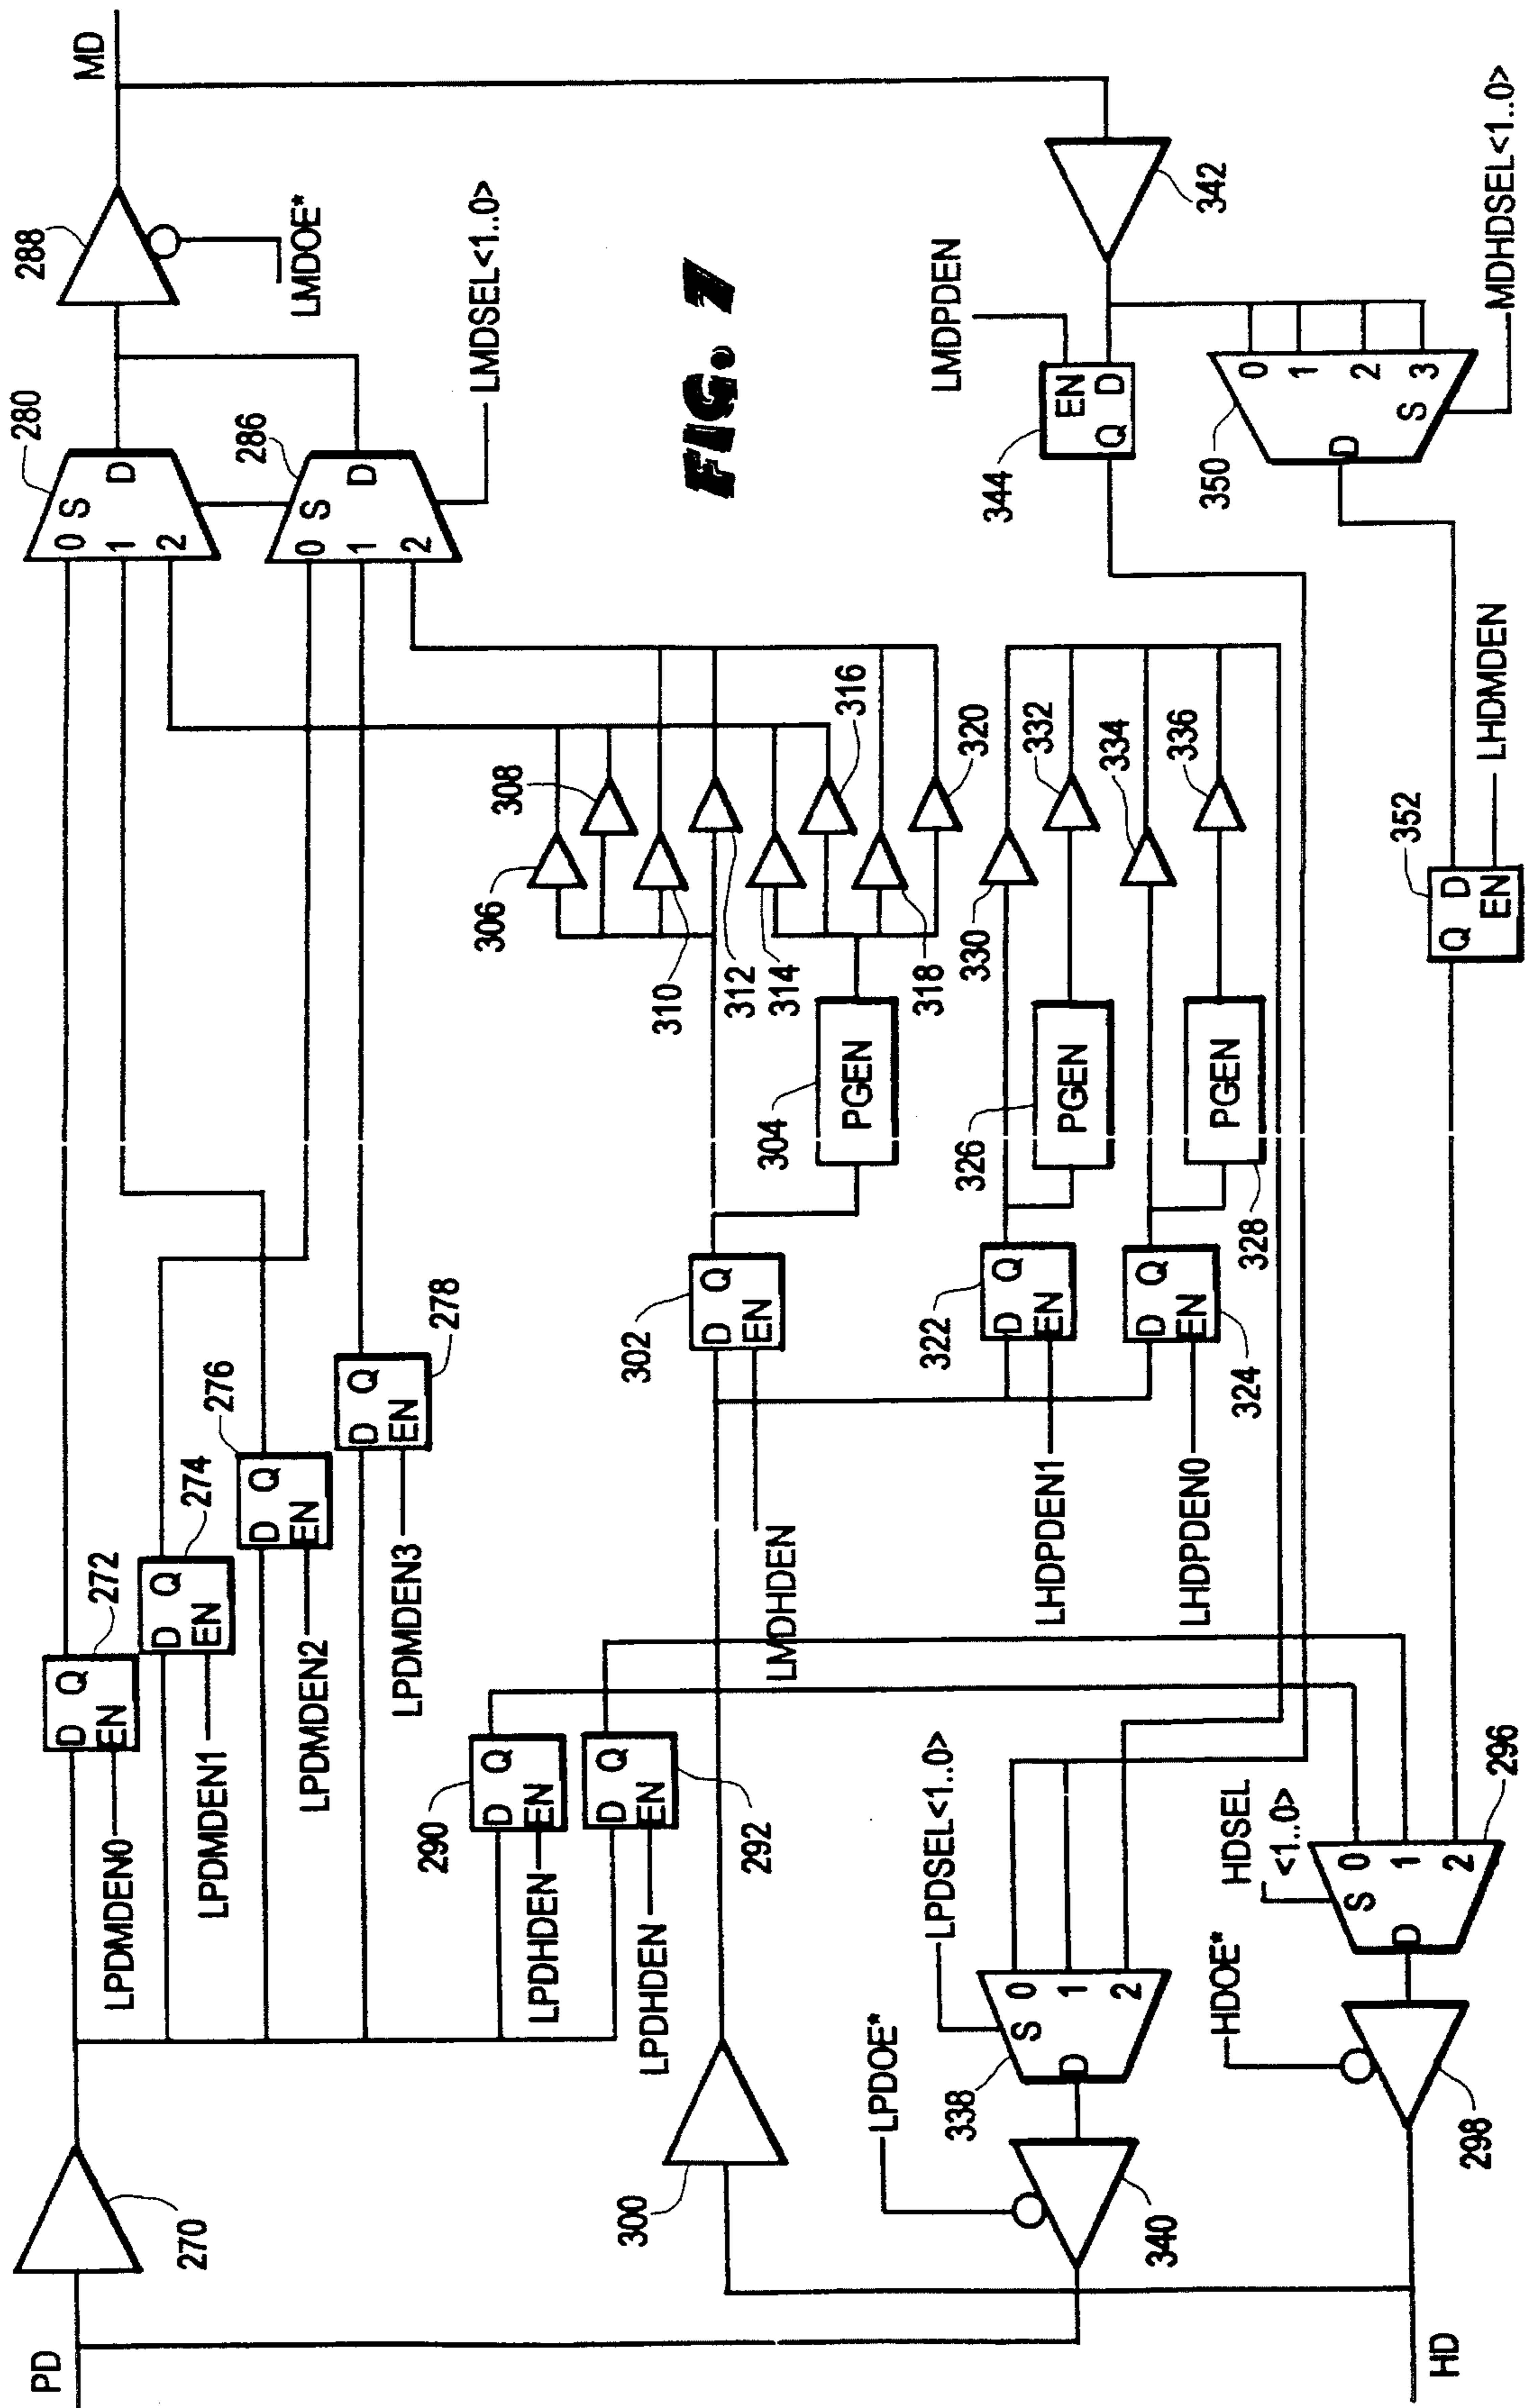 MD
288
LMDOE*
280
0 S
1 D
2
286
0 S
1 D
2
LMDSEL<1..0>
FIG. 7
342
LMDPDEN
344
EN
Q D
350
0
1
2
3
S
D
MDHDSEL<1..0>
272
D Q
EN
LPDMDEN0
274
D Q
EN
LPDMDEN1
276
D Q
EN
LPDMDEN2
278
D Q
EN
LPDMDEN3
306
308
310
312
314
316
318
320
302
D Q
EN
LMDHDEN
304
PGEN
330
332
334
336
322
D Q
EN
LHDPDEN1
326
PGEN
324
D Q
EN
LHDPDEN0
328
PGEN
352
Q D
EN
LHDMDEN
290
D Q
EN
LPDHDEN
292
D Q
EN
LPDHDEN
LPDSEL<1..0>
338
S
0
1
2
D
LPDOE*
340
HDSEL
<1..0>
296
S
0
1
2
D
HDOE*
298
300
270
PD
HD